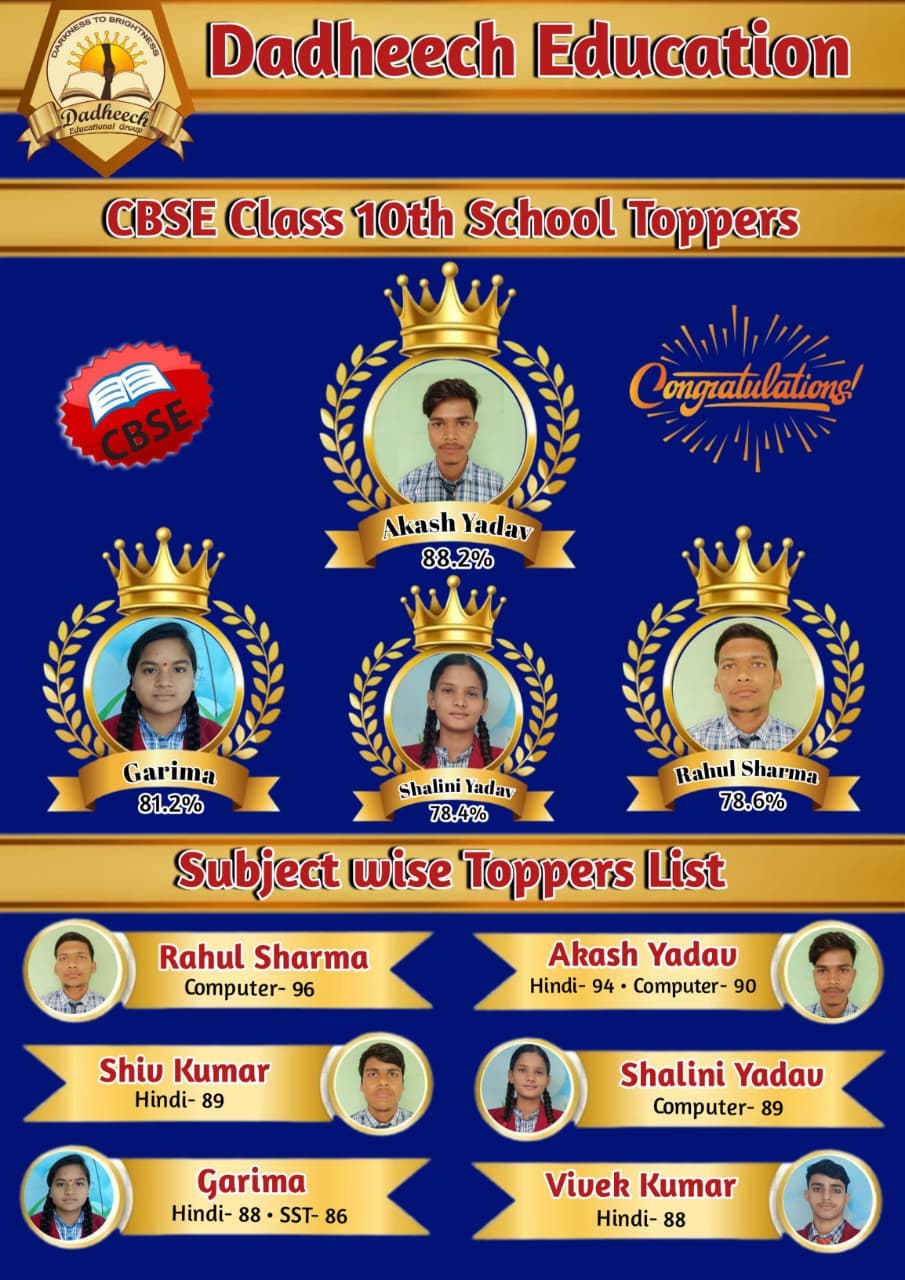 DARKNESS TO BRIGHTNESS
Dadheech
Educational Group
Dadheech Education
CBSE Class 10th School Toppers
CBSE
Congratulations!
Akash Yadav
88.2%
Garima
81.2%
Shalini Yadav
78.4%
Rahul Sharma
78.6%
Subject wise Toppers List
Rahul Sharma
Computer- 96
Akash Yadav
Hindi- 94 • Computer- 90
Shiv Kumar
Hindi- 89
Shalini Yadav
Computer- 89
Garima
Hindi- 88 • SST- 86
Vivek Kumar
Hindi- 88